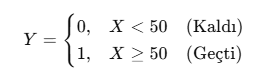 Y = { 0, X < 50 (Kaldı)
1, X ≥ 50 (Geçti)